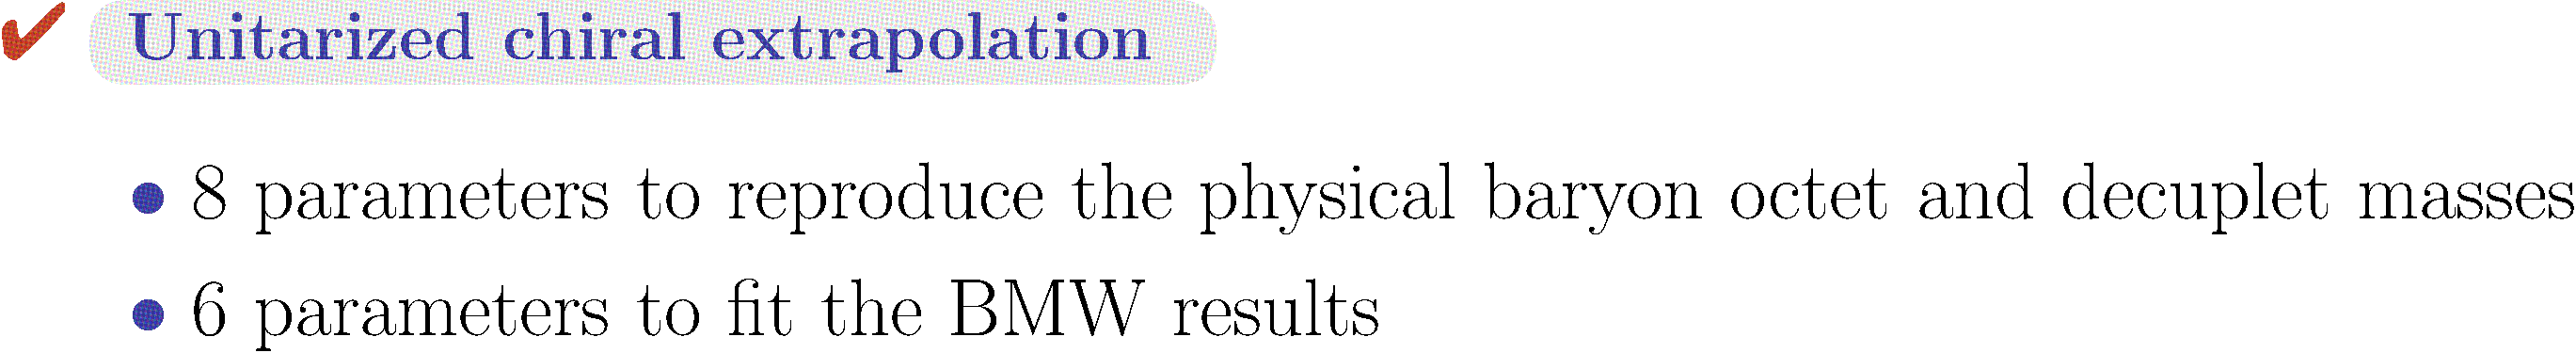 ✔ Unitarized chiral extrapolation
• 8 parameters to reproduce the physical baryon octet and decuplet masses
• 6 parameters to fit the BMW results